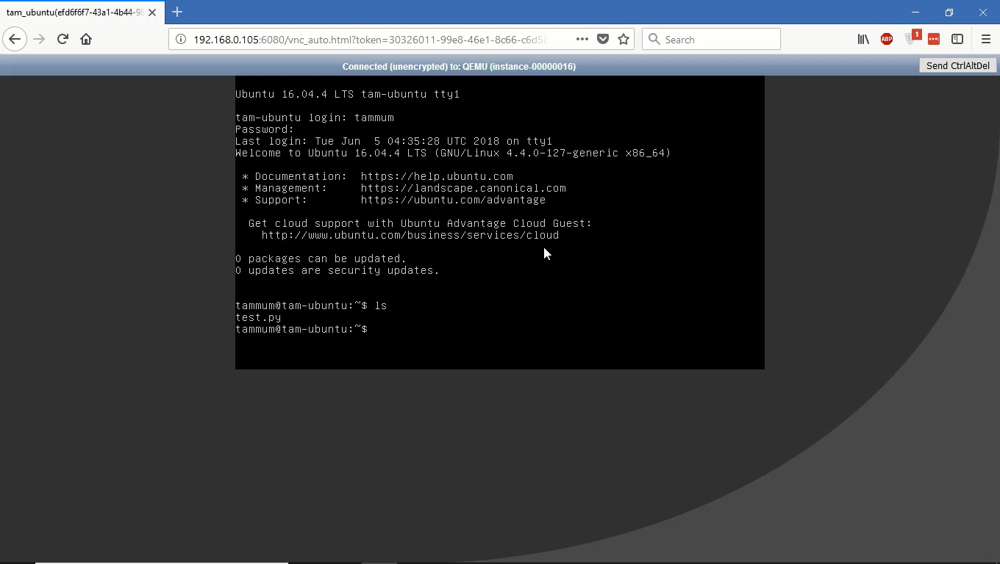 tam_ubuntu(efd6f6f7-43a1-4b44-98
192.168.0.105:6080/vnc_auto.html?token=30326011-99e8-46e1-8c66-c6d58
Search
ABP
1
Connected (unencrypted) to: QEMU (instance-00000016)
Send CtrlAltDel
Ubuntu 16.04.4 LTS tam-ubuntu tty1
tam-ubuntu login: tammum
Password:
Last login: Tue Jun  5 04:35:28 UTC 2018 on tty1
Welcome to Ubuntu 16.04.4 LTS (GNU/Linux 4.4.0-127-generic x86_64)
* Documentation:  https://help.ubuntu.com
* Management:     https://landscape.canonical.com
* Support:        https://ubuntu.com/advantage
Get cloud support with Ubuntu Advantage Cloud Guest:
http://www.ubuntu.com/business/services/cloud
0 packages can be updated.
0 updates are security updates.
tammum@tam-ubuntu:~$ ls
test.py
tammum@tam-ubuntu:~$